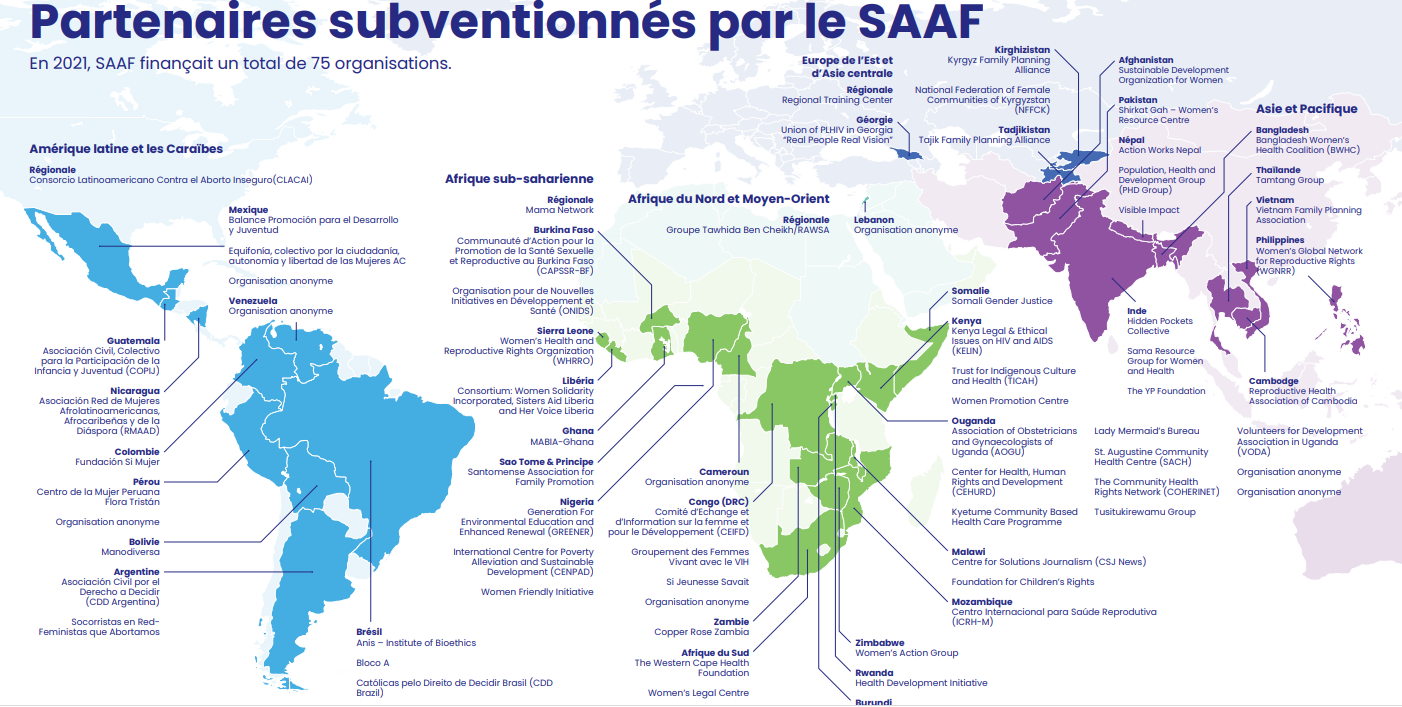 Partenaires subventionnés par le SAAF
En 2021, SAAF finançait un total de 75 organisations.
Amérique latine et les Caraïbes
Régionale
Consorcio Latinoamericano Contra el Aborto Inseguro(CLACAI)
Mexique
Balance Promoción para el Desarrollo
y Juventud
Equifonía, colectivo por la ciudadanía,
autonomía y libertad de las Mujeres AC
Organisation anonyme
Venezuela
Organisation anonyme
Guatemala
Asociación Civil, Colectivo
para la Participación de la
Infancia y Juventud (COPIJ)
Nicaragua
Asociación Red de Mujeres
Afrolatinoamericanas,
Afrocaribeñas y de la
Diáspora (RMAAD)
Colombie
Fundación Si Mujer
Pérou
Centro de la Mujer Peruana
Flora Tristán
Organisation anonyme
Bolivie
Manodiversa
Argentine
Asociación Civil por el
Derecho a Decidir
(CDD Argentina)
Socorristas en Red-
Feministas que Abortamos
Brésil
Anis – Institute of Bioethics
Bloco A
Católicas pelo Direito de Decidir Brasil (CDD
Brazil)
Afrique sub-saharienne
Régionale
Mama Network
Burkina Faso
Communauté d’Action pour la
Promotion de la Santé Sexuelle
et Reproductive au Burkina Faso
(CAPSSR-BF)
Organisation pour de Nouvelles
Initiatives en Développement et
Santé (ONIDS)
Sierra Leone
Women’s Health and
Reproductive Rights Organization
(WHRRO)
Libéria
Consortium: Women Solidarity
Incorporated, Sisters Aid Liberia
and Her Voice Liberia
Ghana
MABIA-Ghana
Sao Tome & Principe
Santomense Association for
Family Promotion
Nigeria
Generation For
Environmental Education and
Enhanced Renewal (GREENER)
International Centre for Poverty
Alleviation and Sustainable
Development (CENPAD)
Women Friendly Initiative
Cameroun
Organisation anonyme
Congo (DRC)
Comité d’Echange et
d’Information sur la femme et
pour le Développement (CEIFD)
Groupement des Femmes
Vivant avec le VIH
Si Jeunesse Savait
Organisation anonyme
Zambie
Copper Rose Zambia
Afrique du Sud
The Western Cape Health
Foundation
Women’s Legal Centre
Somalie
Somali Gender Justice
Kenya
Kenya Legal & Ethical
Issues on HIV and AIDS
(KELIN)
Trust for Indigenous Culture
and Health (TICAH)
Women Promotion Centre
Ouganda
Association of Obstetricians
and Gynaecologists of
Uganda (AOGU)
Center for Health, Human
Rights and Development
(CEHURD)
Kyetume Community Based
Health Care Programme
Lady Mermaid’s Bureau
St. Augustine Community
Health Centre (SACH)
The Community Health
Rights Network (COHERINET)
Tusitukirewamu Group
Volunteers for Development
Association in Uganda
(VODA)
Organisation anonyme
Organisation anonyme
Malawi
Centre for Solutions Journalism (CSJ News)
Foundation for Children’s Rights
Mozambique
Centro Internacional para Saúde Reprodutiva
(ICRH-M)
Zimbabwe
Women’s Action Group
Rwanda
Health Development Initiative
Burundi
Afrique du Nord et Moyen-Orient
Régionale
Groupe Tawhida Ben Cheikh/RAWSA
Lebanon
Organisation anonyme
Europe de l’Est et
d’Asie centrale
Régionale
Regional Training Center
Géorgie
Union of PLHIV in Georgia
“Real People Real Vision”
Kirghizistan
Kyrgyz Family Planning
Alliance
National Federation of Female
Communities of Kyrgyzstan
(NFFCK)
Tadjikistan
Tajik Family Planning Alliance
Asie et Pacifique
Afghanistan
Sustainable Development
Organization for Women
Pakistan
Shirkat Gah – Women’s
Resource Centre
Népal
Action Works Nepal
Population, Health and
Development Group
(PHD Group)
Visible Impact
Bangladesh
Bangladesh Women’s
Health Coalition (BWHC)
Thaïlande
Tamtang Group
Vietnam
Vietnam Family Planning
Association
Philippines
Women’s Global Network
for Reproductive Rights
(WGNRR)
Inde
Hidden Pockets
Collective
Sama Resource
Group for Women
and Health
The YP Foundation
Cambodge
Reproductive Health
Association of Cambodia